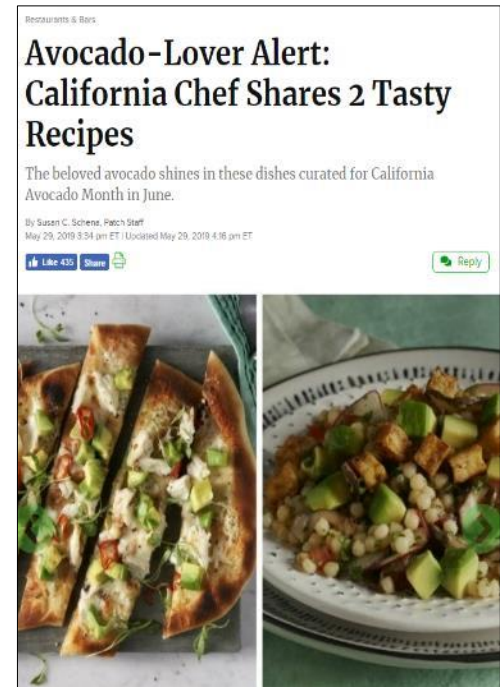 Restaurants & Bars
Avocado-Lover Alert:
California Chef Shares 2 Tasty
Recipes
The beloved avocado shines in these dishes curated for California
Avocado Month in June.
By Susan C. Schena, Patch Staff
May 29, 2019 3:34 pm ET | Updated May 29, 2019 4:16 pm ET
Like 435 Share Reply